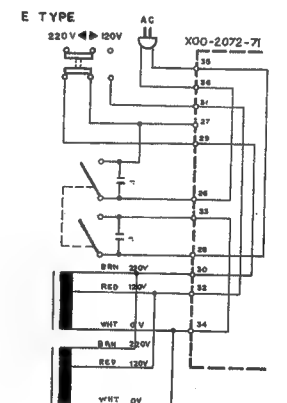 E TYPE
AC
220V ◄► 120V
X00-2072-71
35
36
31
27
29
26
33
28
BRN 220V
30
RED 120V
32
WHT 0V
34
BRN 220V
RED 120V
WHT 0V